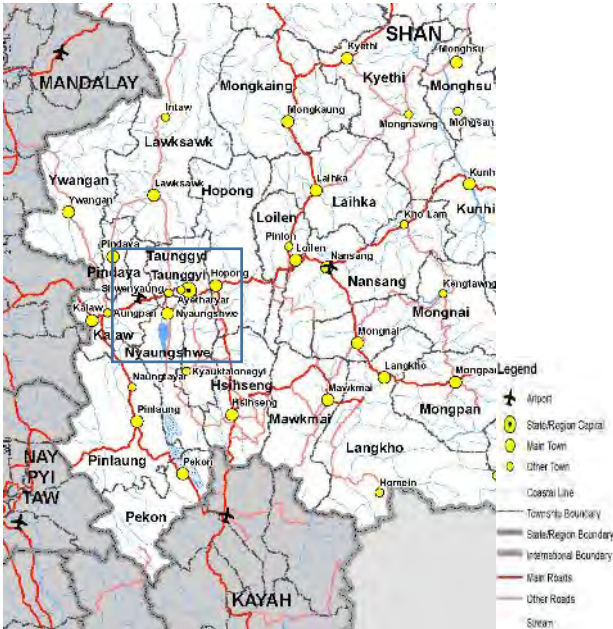 SHAN
Kyethi
Monghsu
MANDALAY
Mongkaing
Kyethi
Monghsu
Intaw
Mongkaung
Mongnawng
Mongsan
Lawksawk
Ywangan
Lawksawk
Hopong
Laihka
Kunh
Ywangan
Loilen
Laihka
Kunhi
Kho Lam
Pinlon
Pindaya
Taunggyi
Loilen
Nansang
Pindaya
Taunggyi
Hopong
Nansang
Kengtawng
Shwenyaung
Ayetharyar
Mongnai
Kalaw
Aungpan
Nyaungshwe
Kalaw
Mongnai
Nyaungshwe
Kyauktalonegyi
Langkho
Mongpan
Naungtayar
Hsihseng
Mawkmai
Hsihseng
Mongpan
Pinlaung
Mawkmai
Langkho
NAY
PYI
TAW
Pinlaung
Pekon
Homein
Pekon
KAYAH
Legend
Airport
State/Region Capital
Main Town
Other Town
Coastal Line
Township Boundary
State/Region Boundary
International Boundary
Main Roads
Other Roads
Stream